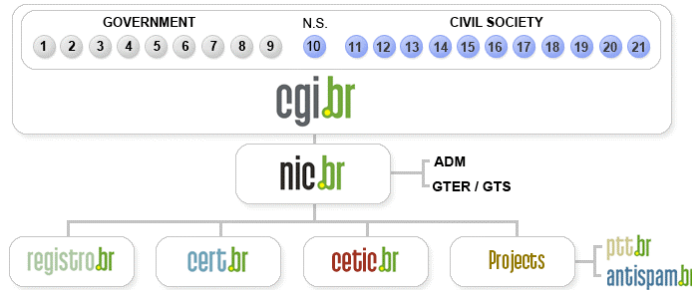 GOVERNMENT N.S. CIVIL SOCIETY
1 2 3 4 5 6 7 8 9 10 11 12 13 14 15 16 17 18 19 20 21
cgi.br
nic.br
ADM
GTER / GTS
registro.br cert.br cetic.br Projects
ptt.br
antispam.br